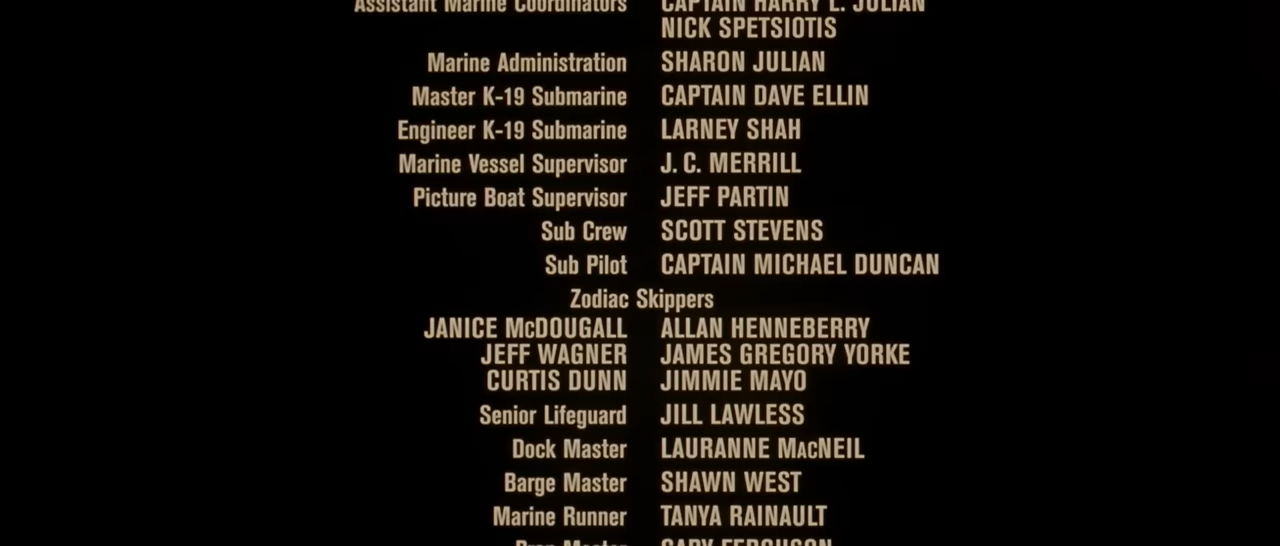 Assistant Marine Coordinators CAPTAIN HARRY L. JULIAN
NICK SPETSIOTIS
Marine Administration SHARON JULIAN
Master K-19 Submarine CAPTAIN DAVE ELLIN
Engineer K-19 Submarine LARNEY SHAH
Marine Vessel Supervisor J. C. MERRILL
Picture Boat Supervisor JEFF PARTIN
Sub Crew SCOTT STEVENS
Sub Pilot CAPTAIN MICHAEL DUNCAN
Zodiac Skippers
JANICE McDOUGALL ALLAN HENNEBERRY
JEFF WAGNER JAMES GREGORY YORKE
CURTIS DUNN JIMMIE MAYO
Senior Lifeguard JILL LAWLESS
Dock Master LAURANNE MacNEIL
Barge Master SHAWN WEST
Marine Runner TANYA RAINAULT
Master